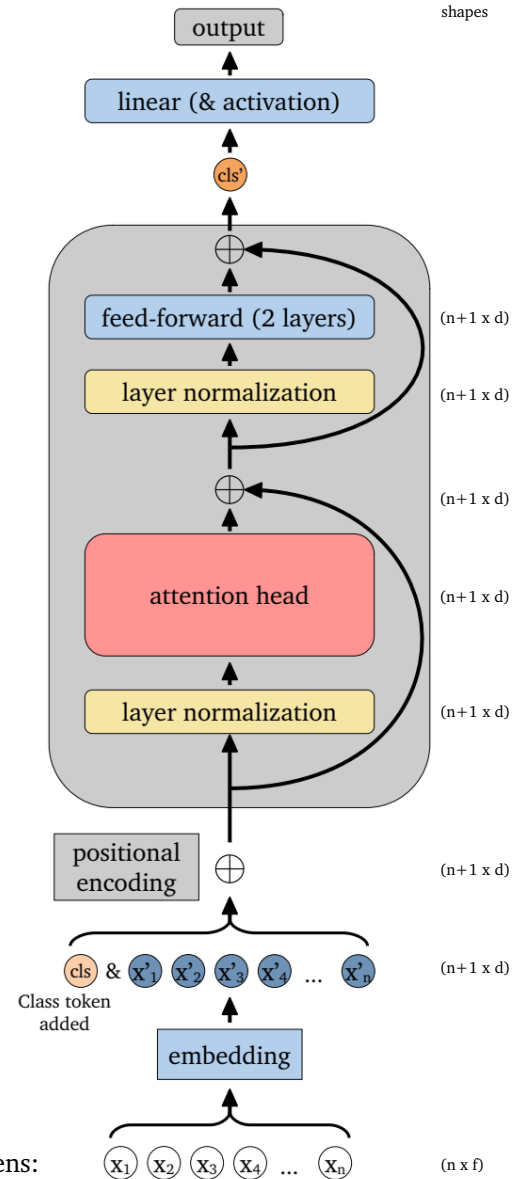 shapes
output
linear (& activation)
cls'
feed-forward (2 layers)
(n+1 x d)
layer normalization
(n+1 x d)
(n+1 x d)
attention head
(n+1 x d)
layer normalization
(n+1 x d)
positional
encoding
(n+1 x d)
cls & x'₁ x'₂ x'₃ x'₄ ... x'ₙ
(n+1 x d)
Class token
added
embedding
ens: x₁ x₂ x₃ x₄ ... xₙ
(n x f)